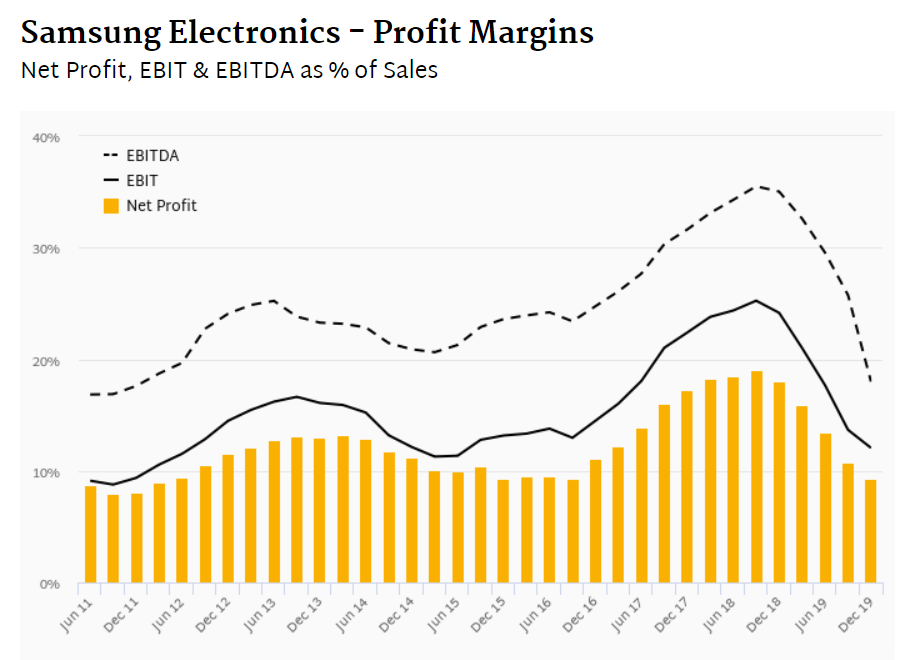 Samsung Electronics – Profit Margins
Net Profit, EBIT & EBITDA as % of Sales
40%
EBITDA
EBIT
Net Profit
30%
20%
10%
0%
Jun 11
Dec 11
Jun 12
Dec 12
Jun 13
Dec 13
Jun 14
Dec 14
Jun 15
Dec 15
Jun 16
Dec 16
Jun 17
Dec 17
Jun 18
Dec 18
Jun 19
Dec 19